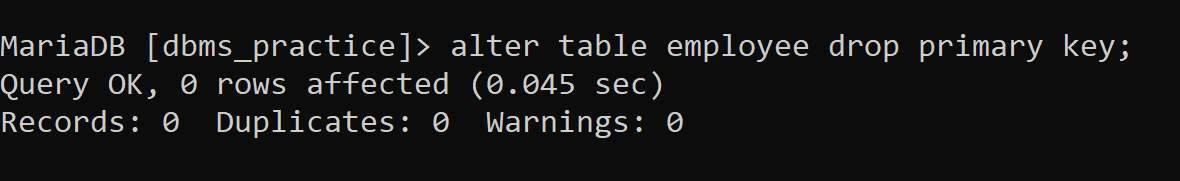 MariaDB [dbms_practice]> alter table employee drop primary key;
Query OK, 0 rows affected (0.045 sec)
Records: 0  Duplicates: 0  Warnings: 0